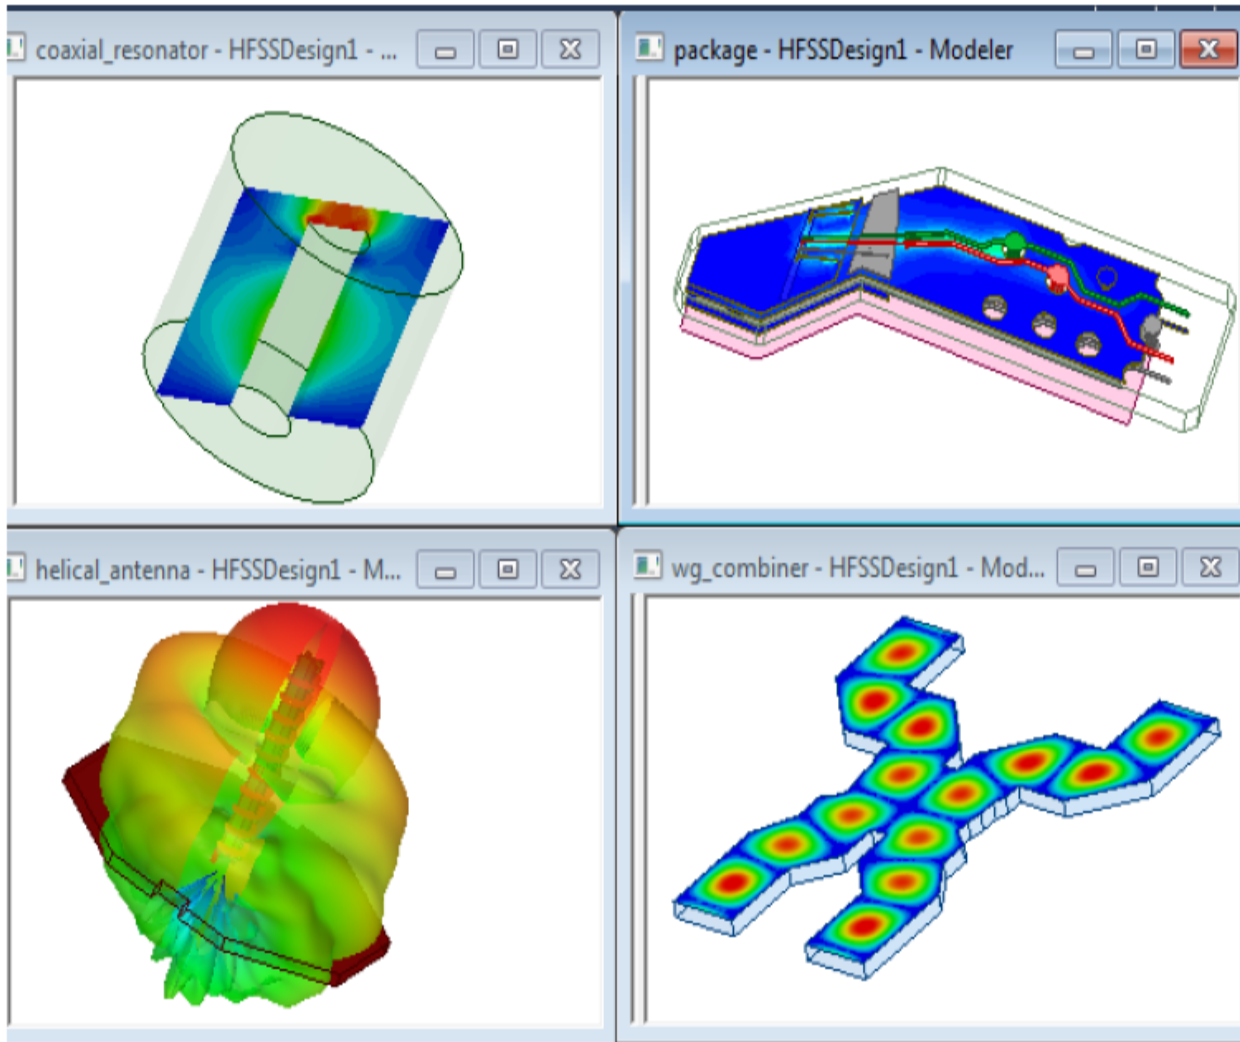 coaxial_resonator - HFSSDesign1 - ...
package - HFSSDesign1 - Modeler
helical_antenna - HFSSDesign1 - M...
wg_combiner - HFSSDesign1 - Mod...